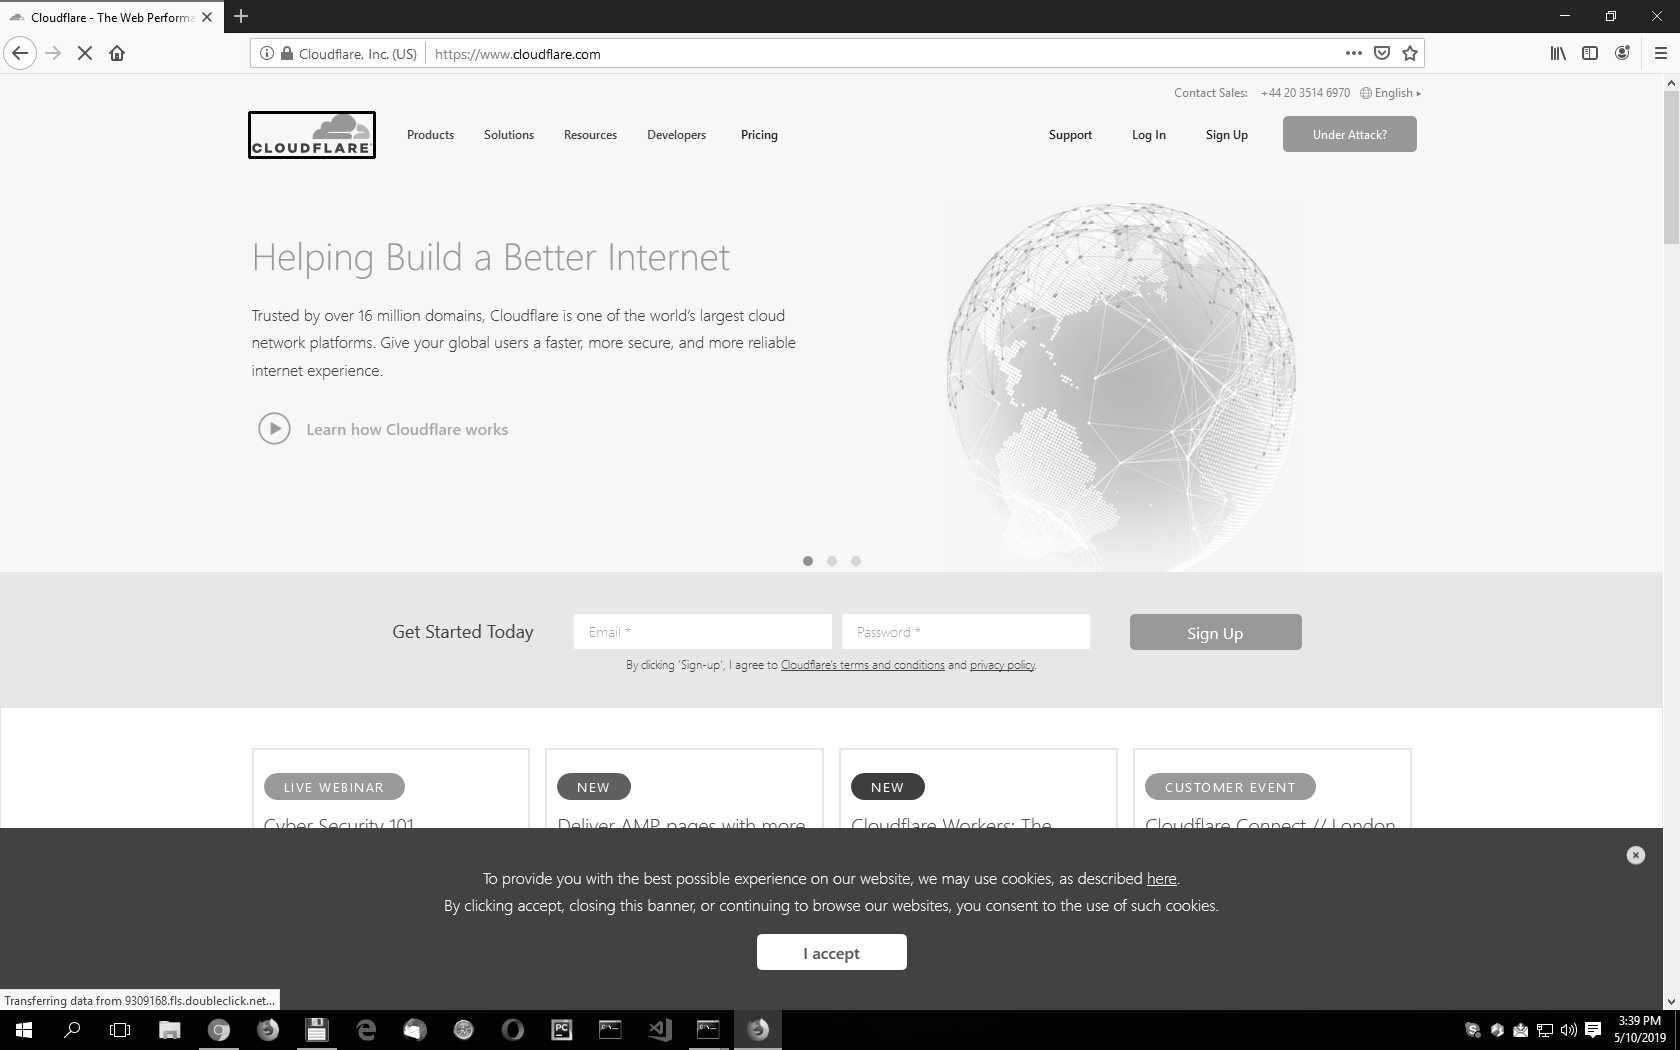 Cloudflare - The Web Performa
Cloudflare, Inc. (US)
https://www.cloudflare.com
Contact Sales: +44 20 3514 6970 English
CLOUDFLARE
Products Solutions Resources Developers Pricing Support Log In Sign Up Under Attack?
Helping Build a Better Internet
Trusted by over 16 million domains, Cloudflare is one of the world's largest cloud
network platforms. Give your global users a faster, more secure, and more reliable
internet experience.
Learn how Cloudflare works
Get Started Today Email * Password * Sign Up
By clicking 'Sign-up', I agree to Cloudflare's terms and conditions and privacy policy.
LIVE WEBINAR NEW NEW CUSTOMER EVENT
Cyber Security 101 Deliver AMP pages with more Cloudflare Workers: The Cloudflare Connect // London
To provide you with the best possible experience on our website, we may use cookies, as described here.
By clicking accept, closing this banner, or continuing to browse our websites, you consent to the use of such cookies.
I accept
Transferring data from 9309168.fls.doubleclick.net...
PC
3:39 PM
5/10/2019